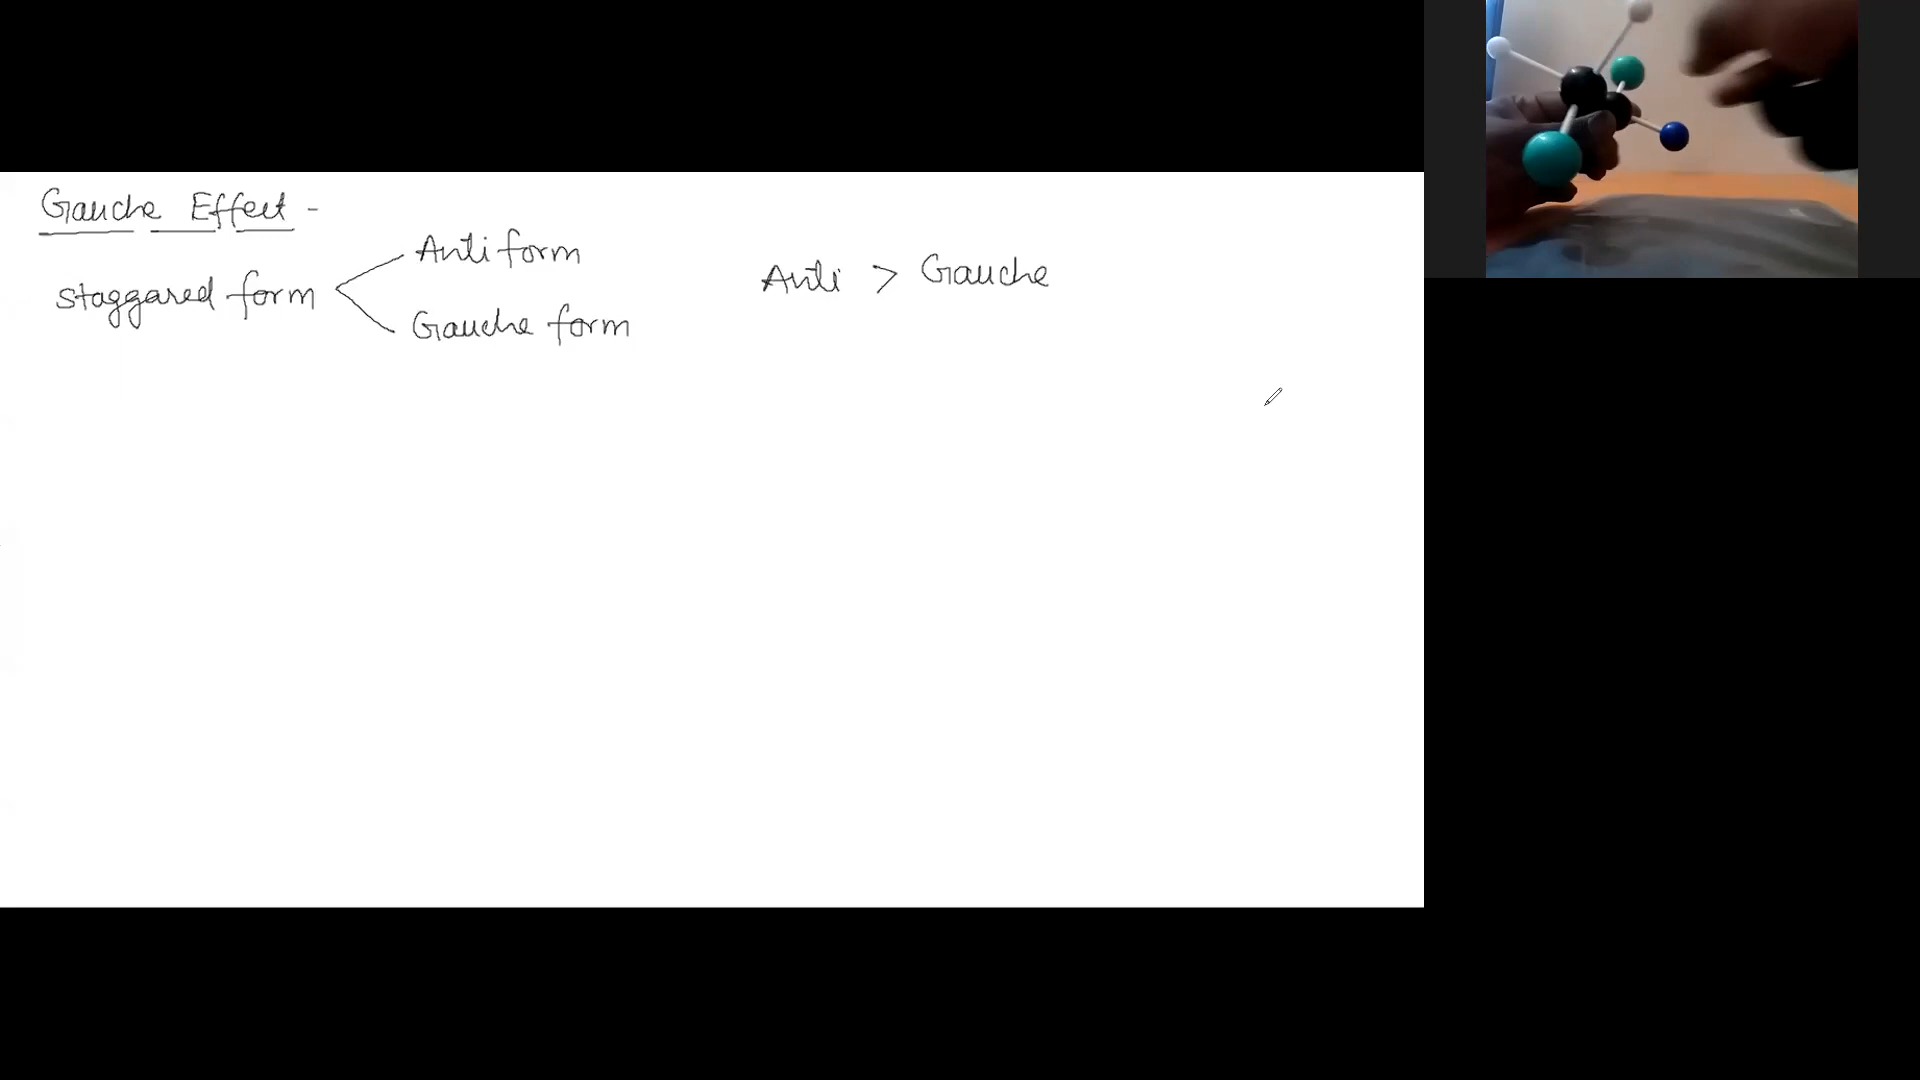 Gauche Effect -
Anti form
staggared form
Gauche form
Anti > Gauche